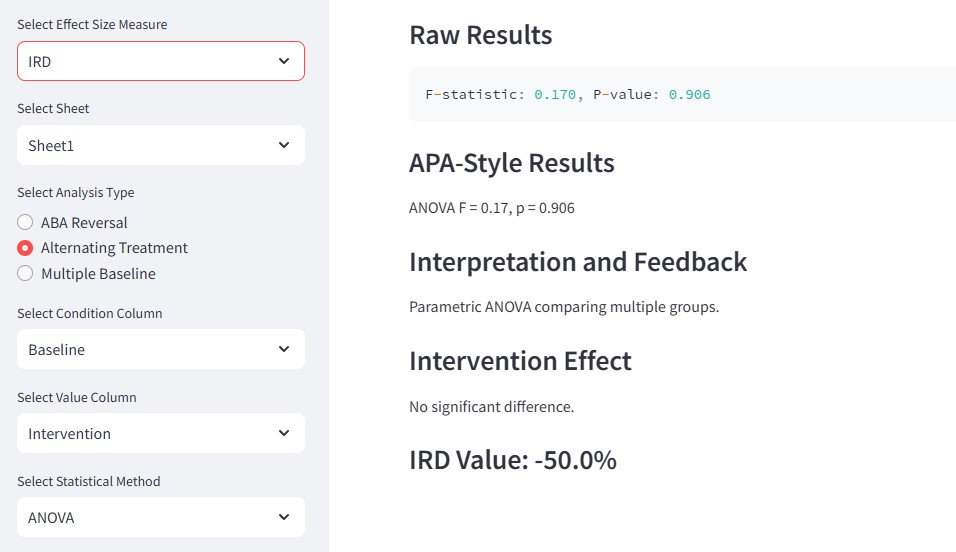 Select Effect Size Measure
IRD
Select Sheet
Sheet1
Select Analysis Type
ABA Reversal
Alternating Treatment
Multiple Baseline
Select Condition Column
Baseline
Select Value Column
Intervention
Select Statistical Method
ANOVA
Raw Results
F-statistic: 0.170, P-value: 0.906
APA-Style Results
ANOVA F = 0.17, p = 0.906
Interpretation and Feedback
Parametric ANOVA comparing multiple groups.
Intervention Effect
No significant difference.
IRD Value: -50.0%